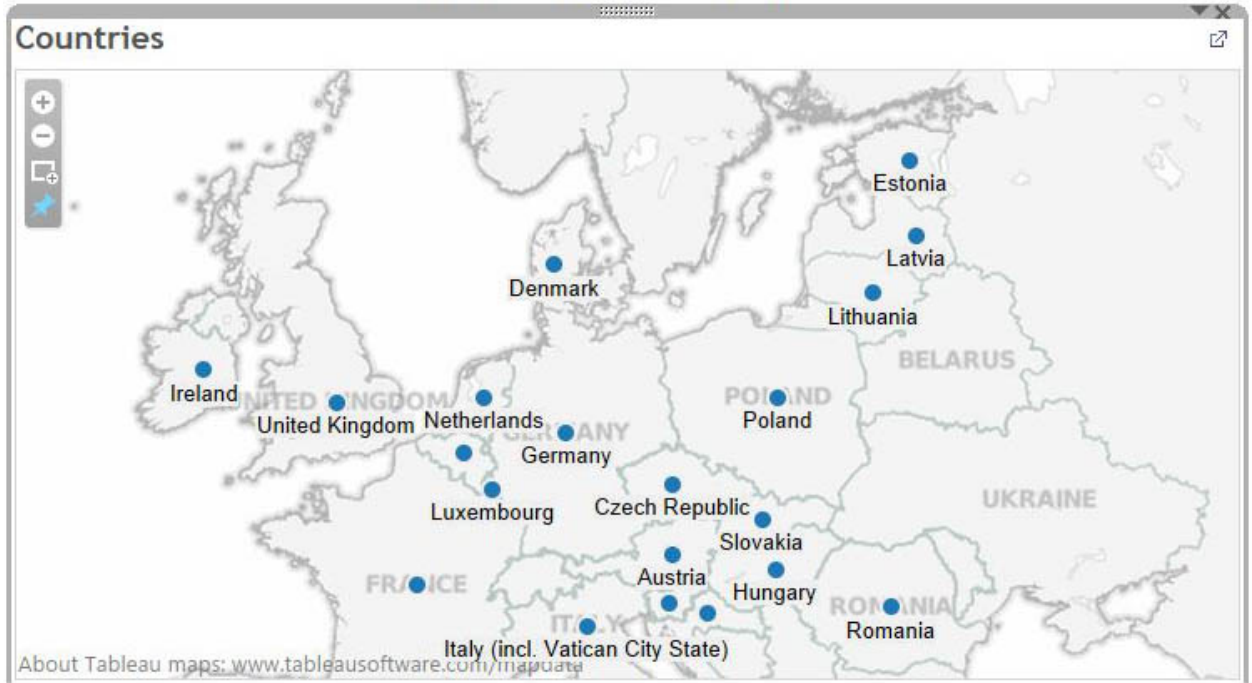 Countries
Estonia
Latvia
Denmark
Lithuania
BELARUS
Ireland
UNITED KINGDOM
United Kingdom
Netherlands
POLAND
Poland
GERMANY
Germany
Czech Republic
UKRAINE
Luxembourg
Slovakia
Austria
FRANCE
Hungary
ROMANIA
Romania
ITALY
Italy (incl. Vatican City State)
About Tableau maps: www.tableausoftware.com/mapdata